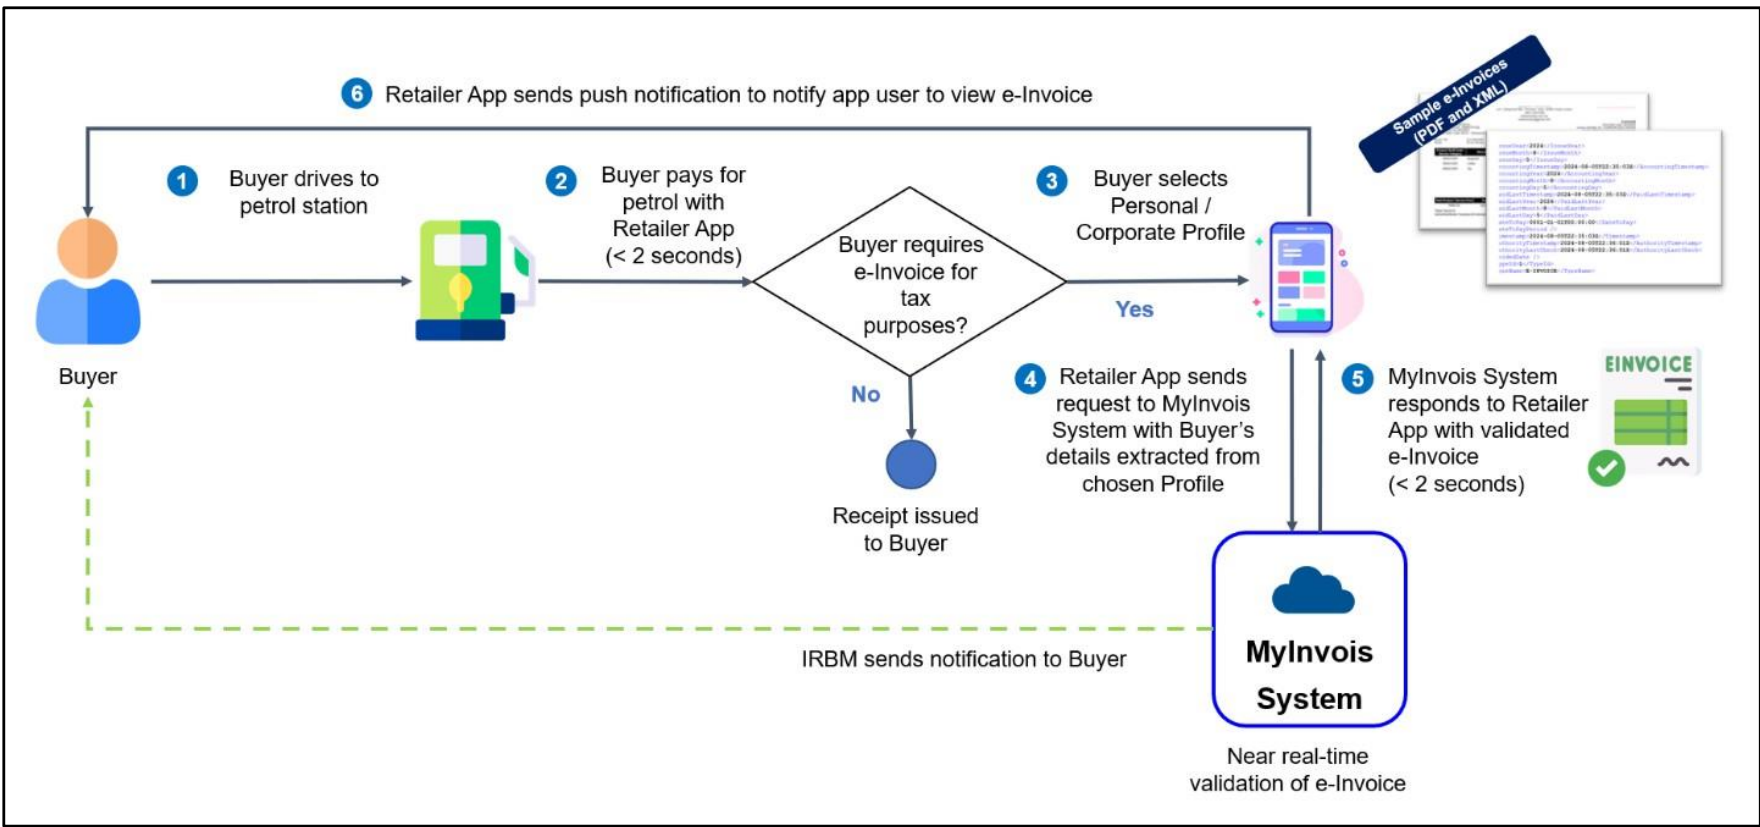 6 Retailer App sends push notification to notify app user to view e-Invoice
Sample e-Invoices
(PDF and XML)
1 Buyer drives to
petrol station
2 Buyer pays for
petrol with
Retailer App
(< 2 seconds)
Buyer requires
e-Invoice for
tax
purposes?
3 Buyer selects
Personal /
Corporate Profile
Yes
No
Buyer
Receipt issued
to Buyer
4 Retailer App sends
request to MyInvois
System with Buyer's
details extracted from
chosen Profile
5 MyInvois System
responds to Retailer
App with validated
e-Invoice
(< 2 seconds)
EINVOICE
IRBM sends notification to Buyer
MyInvois
System
Near real-time
validation of e-Invoice